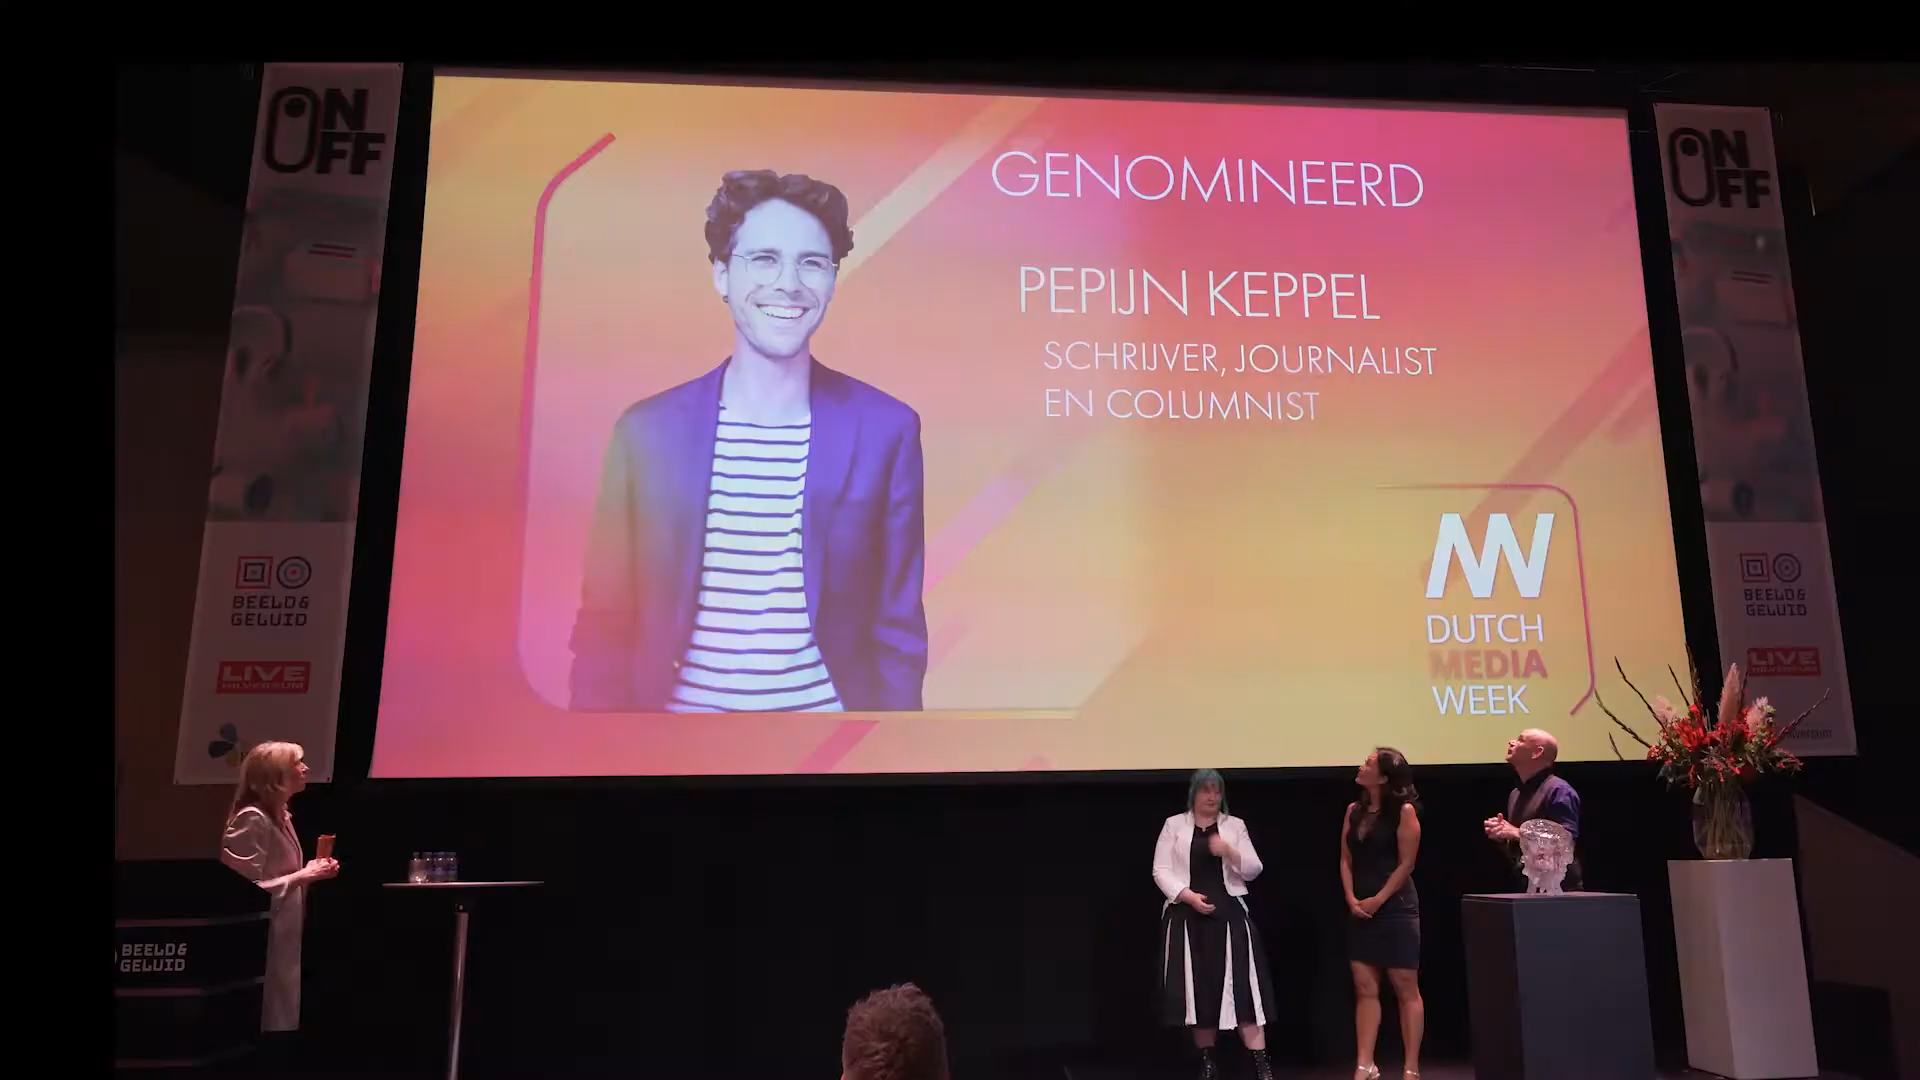 ON
OFF
GENOMINEERD
PEPIJN KEPPEL
SCHRIJVER, JOURNALIST
EN COLUMNIST
DUTCH
MEDIA
WEEK
BEELD&
GELUID
LIVE
HILVERSUM
BEELD&
GELUID
ON
OFF
BEELD&
GELUID
LIVE